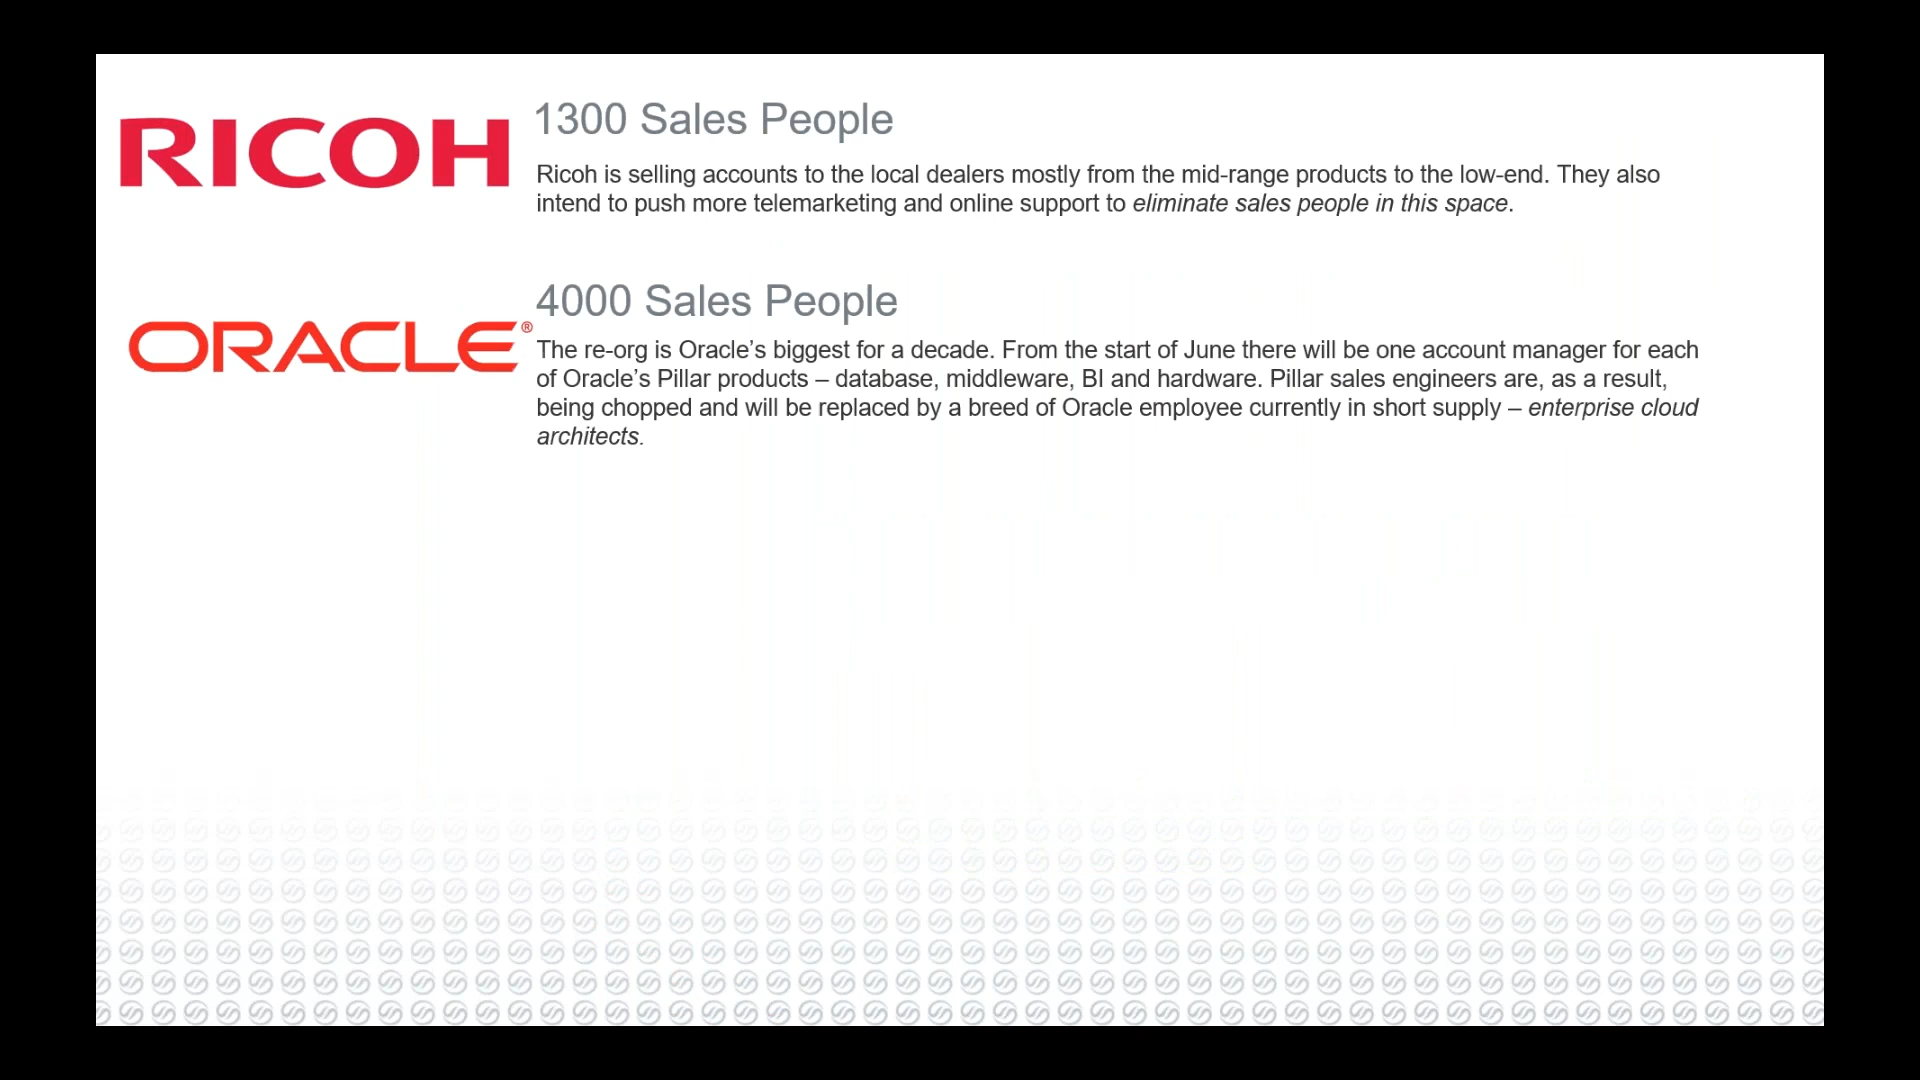 RICOH
1300 Sales People
Ricoh is selling accounts to the local dealers mostly from the mid-range products to the low-end. They also
intend to push more telemarketing and online support to eliminate sales people in this space.
ORACLE®
4000 Sales People
The re-org is Oracle’s biggest for a decade. From the start of June there will be one account manager for each
of Oracle’s Pillar products – database, middleware, BI and hardware. Pillar sales engineers are, as a result,
being chopped and will be replaced by a breed of Oracle employee currently in short supply – enterprise cloud
architects.